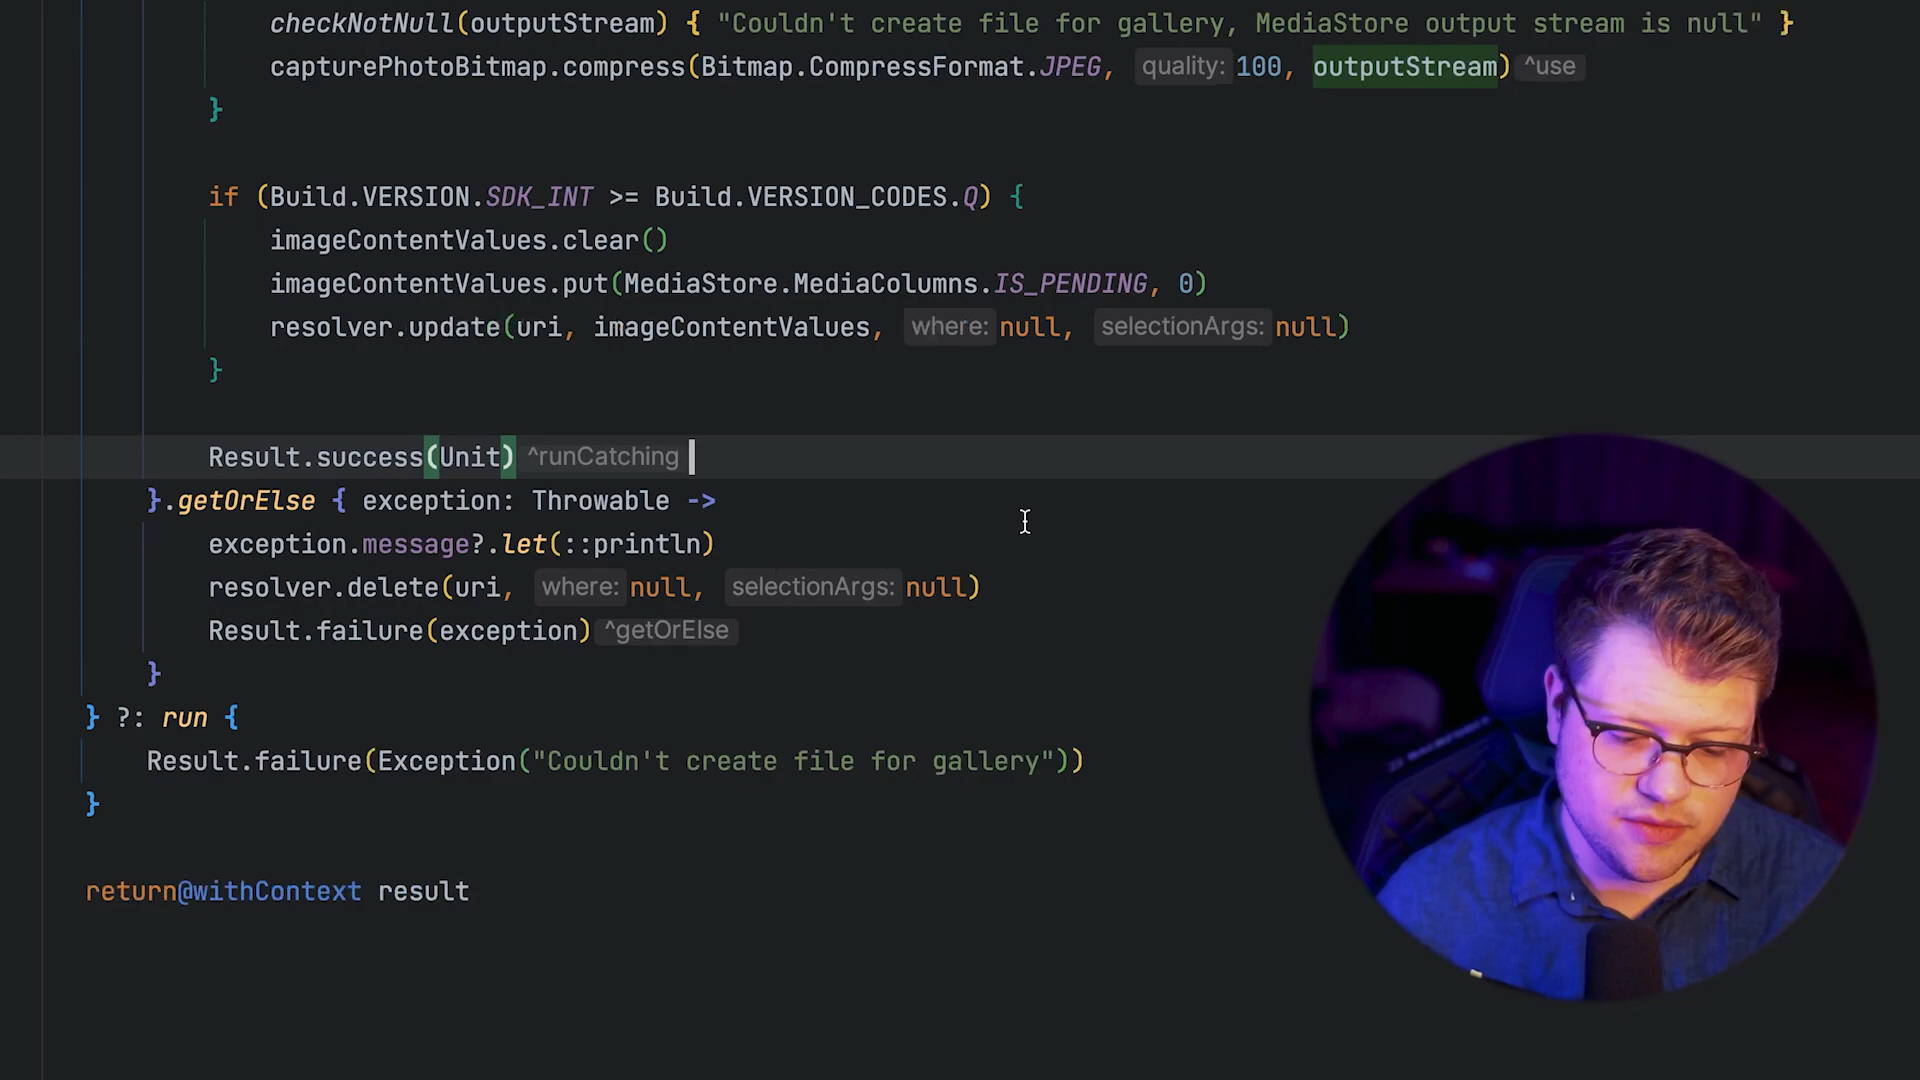 checkNotNull(outputStream) { "Couldn't create file for gallery, MediaStore output stream is null" }
capturePhotoBitmap.compress(Bitmap.CompressFormat.JPEG, quality: 100, outputStream) ^use
}
if (Build.VERSION.SDK_INT >= Build.VERSION_CODES.Q) {
imageContentValues.clear()
imageContentValues.put(MediaStore.MediaColumns.IS_PENDING, 0)
resolver.update(uri, imageContentValues, where: null, selectionArgs: null)
}
Result.success(Unit) ^runCatching
}.getOrElse { exception: Throwable ->
exception.message?.let(::println)
resolver.delete(uri, where: null, selectionArgs: null)
Result.failure(exception) ^getOrElse
}
} ?: run {
Result.failure(Exception("Couldn't create file for gallery"))
}
return@withContext result